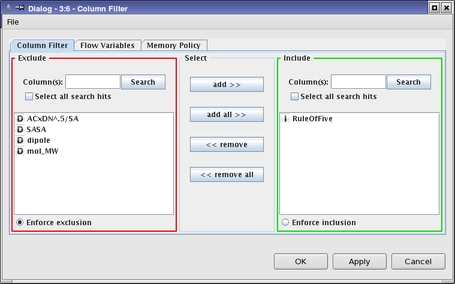 Dialog - 3:6 - Column Filter
File
Column Filter Flow Variables Memory Policy
Exclude Select Include
Column(s): Search add >> Column(s): Search
Select all search hits Select all search hits
add all >>
D ACxDN^.5/SA I RuleOfFive
D SASA
D dipole << remove
D mol_MW
<< remove all
Enforce exclusion Enforce inclusion
OK Apply Cancel